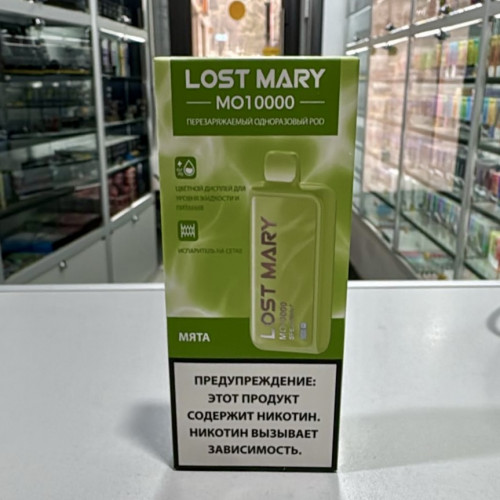 LOST MARY
MO10000
ПЕРЕЗАРЯЖАЕМЫЙ ОДНОРАЗОВЫЙ POD
ЦВЕТНОЙ ДИСПЛЕЙ ДЛЯ
УРОВНЯ ЖИДКОСТИ И
ПИТАНИЯ
ИСПАРИТЕЛЬ НА СЕТКЕ
LOST MARY
MO10000
МЯТА
ПРЕДУПРЕЖДЕНИЕ:
ЭТОТ ПРОДУКТ
СОДЕРЖИТ НИКОТИН.
НИКОТИН ВЫЗЫВАЕТ
ЗАВИСИМОСТЬ.